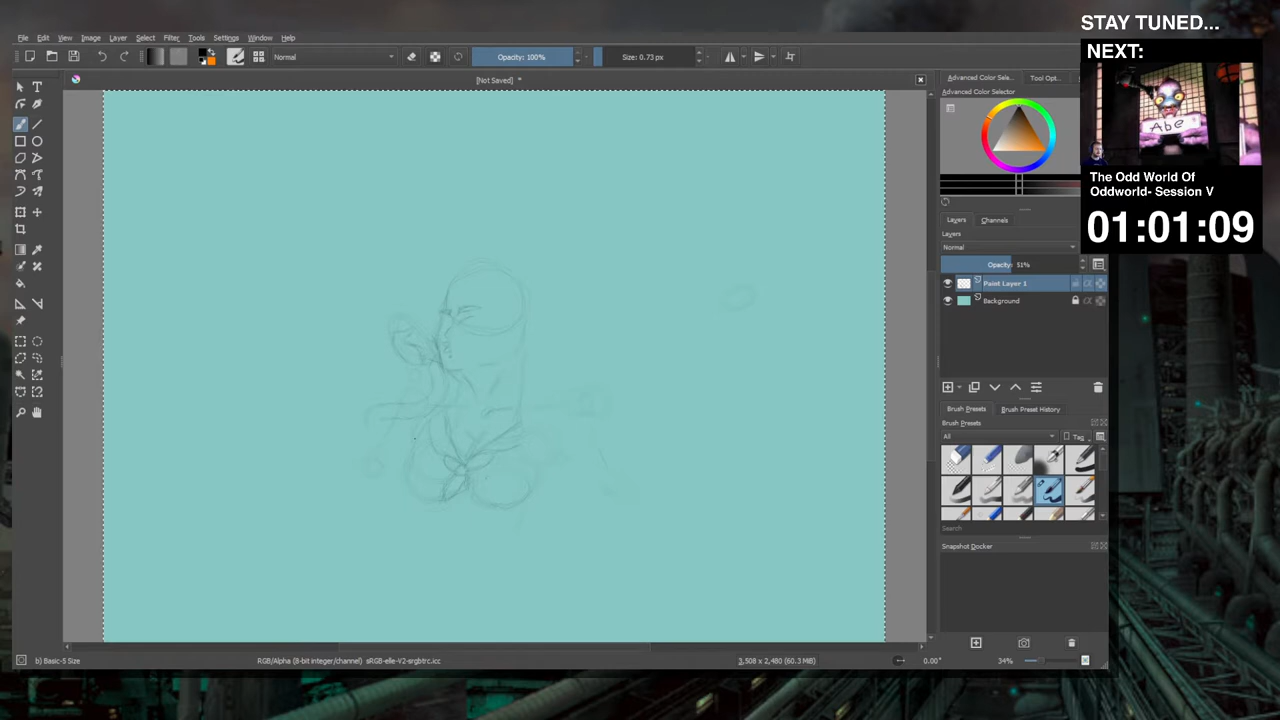 STAY TUNED...
NEXT:
Abe
The Odd World Of
Oddworld- Session V
01:01:09
File Edit View Image Layer Select Filter Tools Settings Window Help
Normal
Opacity: 100%
Size: 0.73 px
[Not Saved] *
Advanced Color Sele...
Tool Opt...
Advanced Color Selector
Layers
Channels
Layers
Normal
Opacity: 51%
Paint Layer 1
Background
Brush Presets
Brush Preset History
Brush Presets
All
Tag
Search
Snapshot Docker
b) Basic-5 Size
RGB/Alpha (8-bit integer/channel) sRGB-elle-V2-srgbtrc.icc
3,508 x 2,480 (60.3 MiB)
0.00°
34%